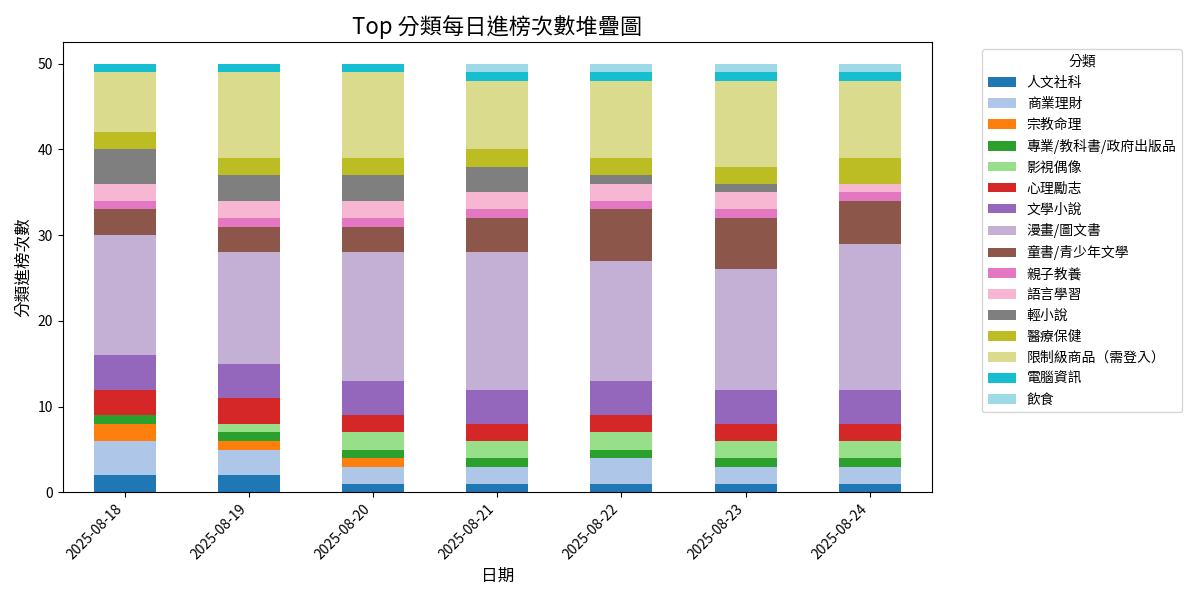 Top 分類每日進榜次數堆疊圖
分類進榜次數
50
40
30
20
10
0
2025-08-18
2025-08-19
2025-08-20
2025-08-21
2025-08-22
2025-08-23
2025-08-24
日期
分類
人文社科
商業理財
宗教命理
專業/教科書/政府出版品
影視偶像
心理勵志
文學小說
漫畫/圖文書
童書/青少年文學
親子教養
語言學習
輕小說
醫療保健
限制級商品（需登入）
電腦資訊
飲食